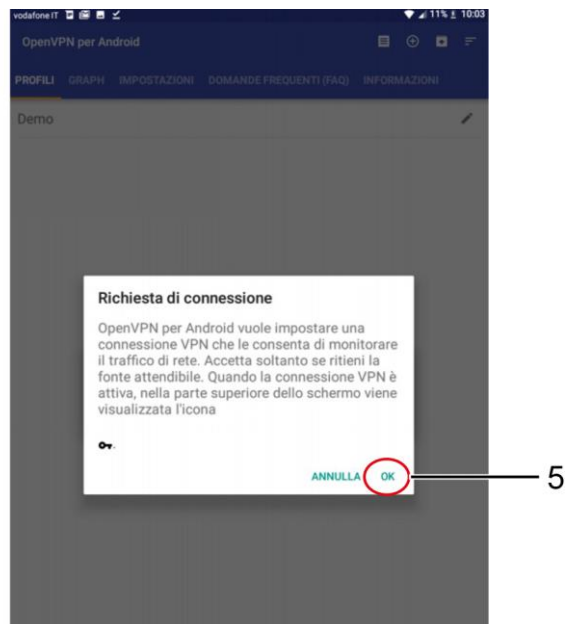 vodafone IT 11% 10:03
OpenVPN per Android
PROFILI GRAPH IMPOSTAZIONI DOMANDE FREQUENTI (FAQ) INFORMAZIONI
Demo
Richiesta di connessione
OpenVPN per Android vuole impostare una
connessione VPN che le consenta di monitorare
il traffico di rete. Accetta soltanto se ritieni la
fonte attendibile. Quando la connessione VPN è
attiva, nella parte superiore dello schermo viene
visualizzata l'icona
.
ANNULLA OK 5